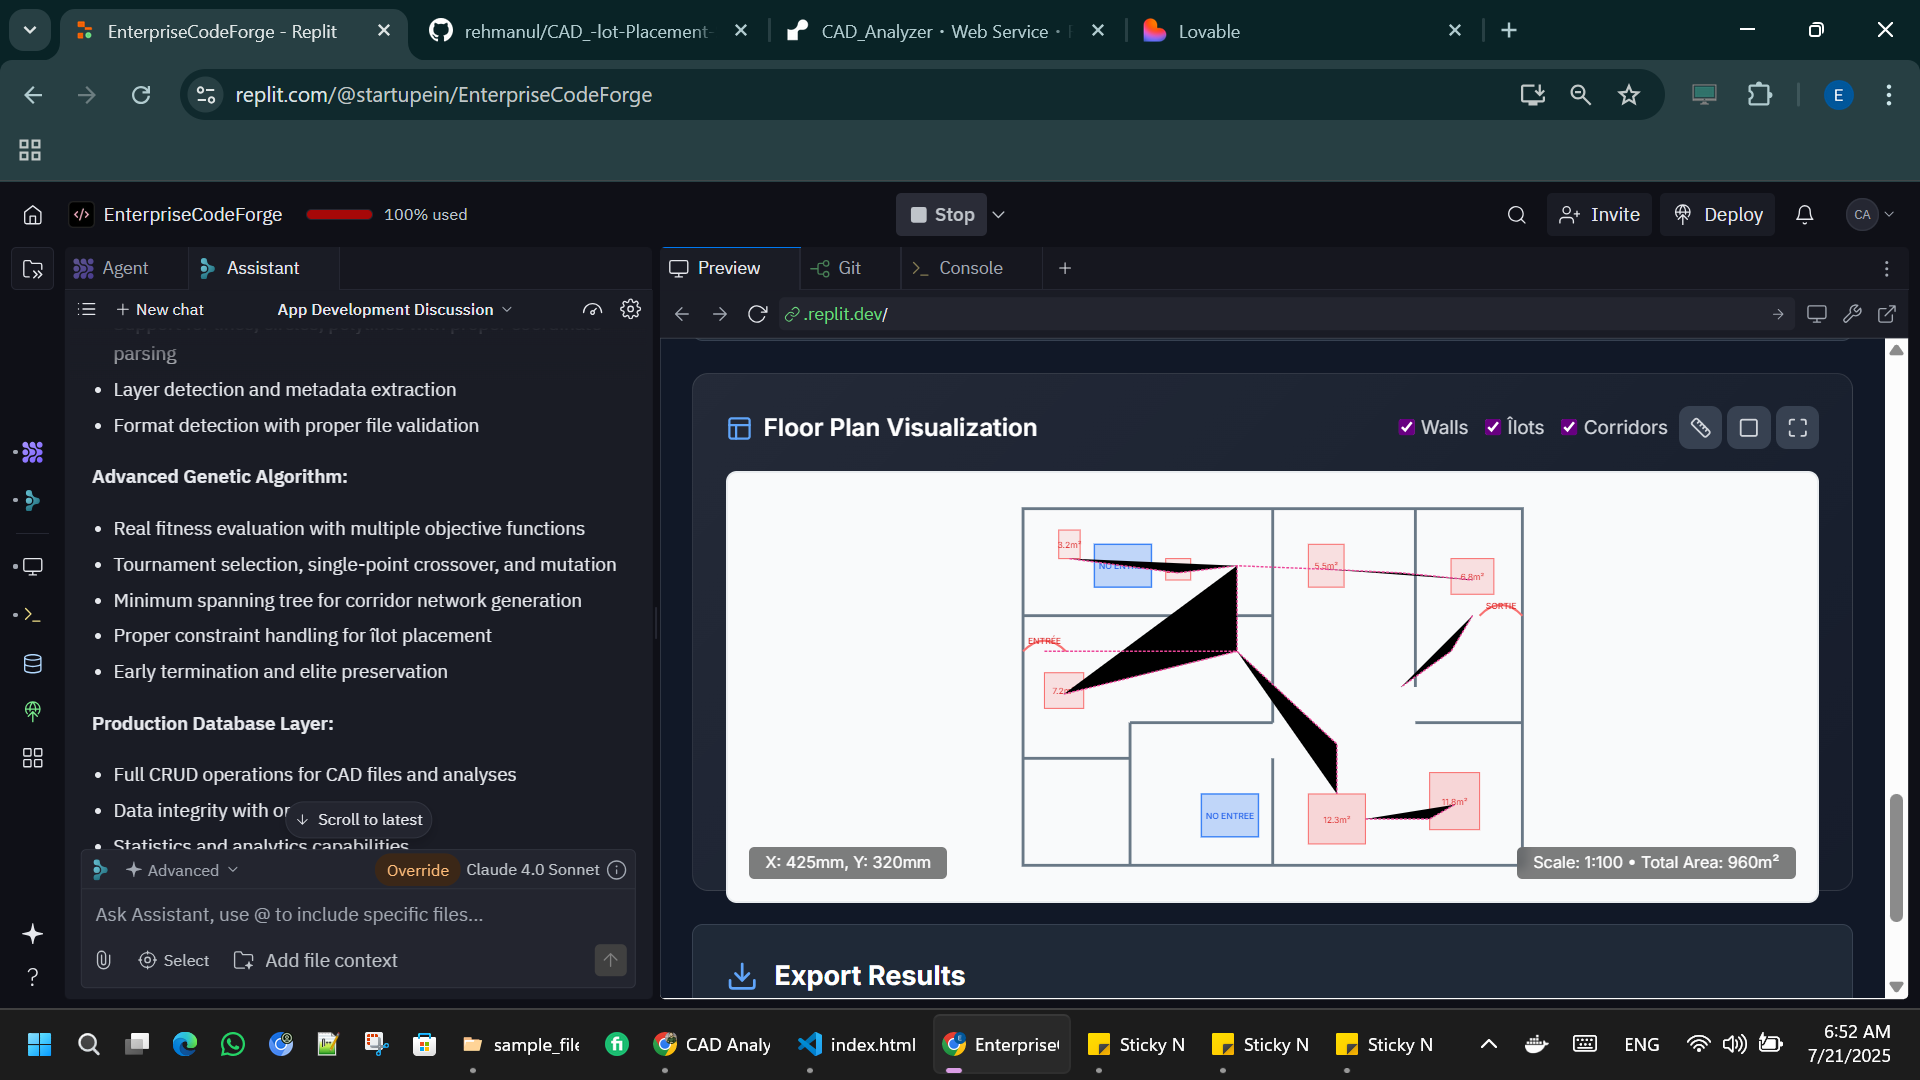 EnterpriseCodeForge - Replit
rehmanul/CAD_-lot-Placement-
CAD_Analyzer · Web Service ·
Lovable
replit.com/@startupein/EnterpriseCodeForge
E
EnterpriseCodeForge
100% used
Stop
Invite
Deploy
CA
Agent
Assistant
Preview
Git
Console
New chat
App Development Discussion
.replit.dev/
parsing
• Layer detection and metadata extraction
• Format detection with proper file validation
Advanced Genetic Algorithm:
• Real fitness evaluation with multiple objective functions
• Tournament selection, single-point crossover, and mutation
• Minimum spanning tree for corridor network generation
• Proper constraint handling for îlot placement
• Early termination and elite preservation
Production Database Layer:
• Full CRUD operations for CAD files and analyses
• Data integrity with or
Scroll to latest
• Statistics and analytics capabilities
Advanced
Override
Claude 4.0 Sonnet
Ask Assistant, use @ to include specific files...
Select
Add file context
Floor Plan Visualization
Walls
Îlots
Corridors
3.2m²
NO ENTRE
5.5m²
6.8m²
SORTIE
ENTRÉE
7.2m
NO ENTREE
12.3m²
11.8m²
X: 425mm, Y: 320mm
Scale: 1:100 • Total Area: 960m²
Export Results
sample_file
CAD Analy
index.html
Enterprise
Sticky N
Sticky N
Sticky N
ENG
6:52 AM
7/21/2025